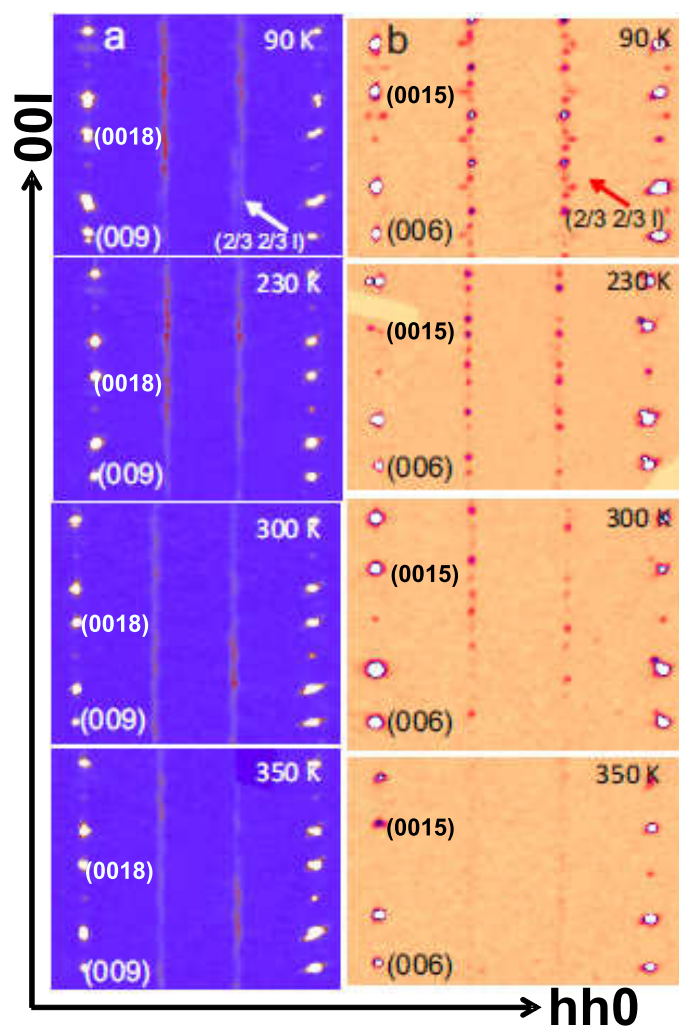 00l
a
90 K
(0018)
(2/3 2/3 l)
(009)
b
90 K
(0015)
(2/3 2/3 l)
(006)
230 K
(0018)
(009)
230 K
(0015)
(006)
300 K
(0018)
(009)
300 K
(0015)
(006)
350 K
(0018)
(009)
350 K
(0015)
(006)
hh0